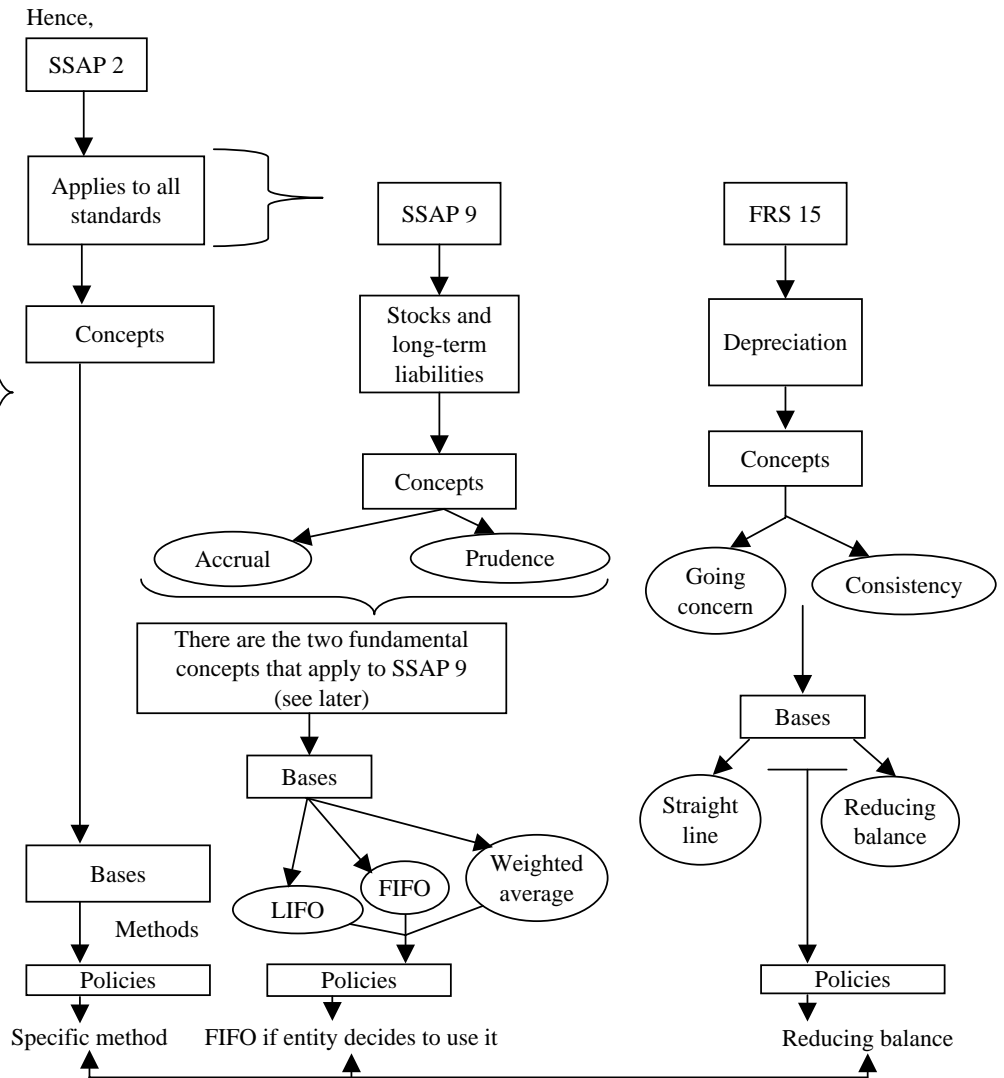 Hence,
SSAP 2
Applies to all
standards
Concepts
Bases
Methods
Policies
Specific method
SSAP 9
Stocks and
long-term
liabilities
Concepts
Accrual
Prudence
There are the two fundamental
concepts that apply to SSAP 9
(see later)
Bases
LIFO
FIFO
Weighted
average
Policies
FIFO if entity decides to use it
FRS 15
Depreciation
Concepts
Going
concern
Consistency
Bases
Straight
line
Reducing
balance
Policies
Reducing balance